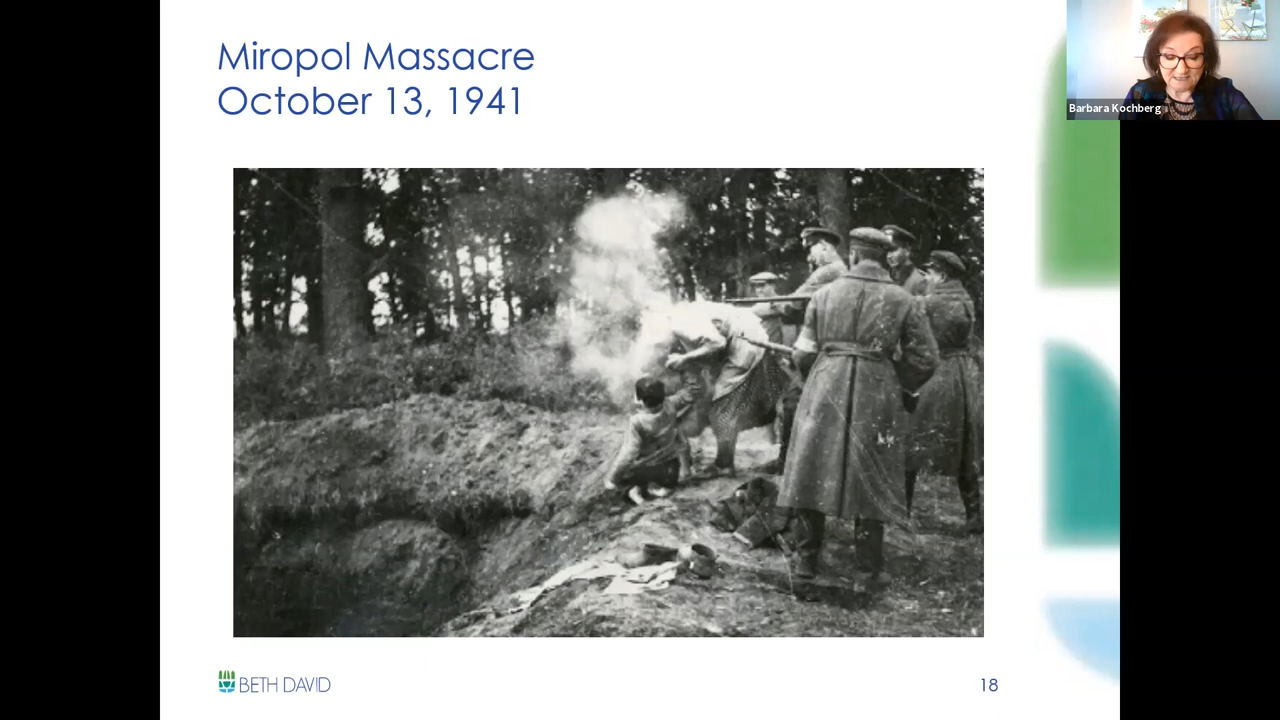 Miropol Massacre
October 13, 1941
Barbara Kochberg
BETH DAVID
18